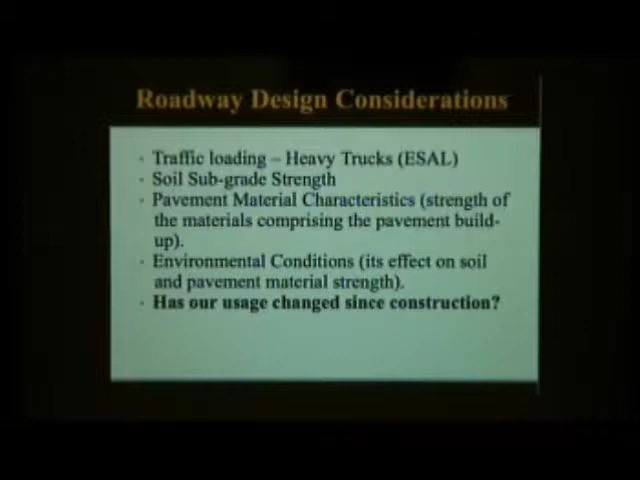 Roadway Design Considerations
· Traffic loading – Heavy Trucks (ESAL)
· Soil Sub-grade Strength
· Pavement Material Characteristics (strength of
the materials comprising the pavement build-
up).
· Environmental Conditions (its effect on soil
and pavement material strength).
· Has our usage changed since construction?